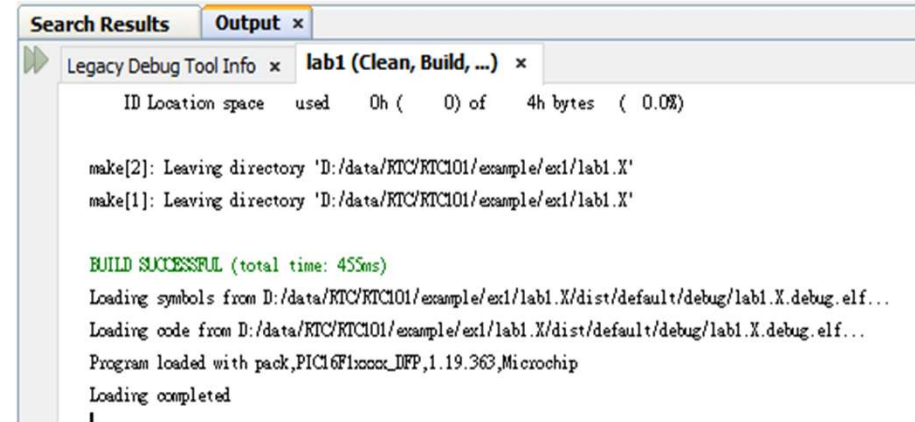 Search Results Output ×
Legacy Debug Tool Info × lab1 (Clean, Build, ...) ×
ID Location space used 0h ( 0) of 4h bytes ( 0.0%)
make[2]: Leaving directory 'D:/data/RTC/RTC101/example/ex1/lab1.X'
make[1]: Leaving directory 'D:/data/RTC/RTC101/example/ex1/lab1.X'
BUILD SUCCESSFUL (total time: 455ms)
Loading symbols from D:/data/RTC/RTC101/example/ex1/lab1.X/dist/default/debug/lab1.X.debug.elf...
Loading code from D:/data/RTC/RTC101/example/ex1/lab1.X/dist/default/debug/lab1.X.debug.elf...
Program loaded with pack,PIC16F1xxxx_DFP,1.19.363,Microchip
Loading completed